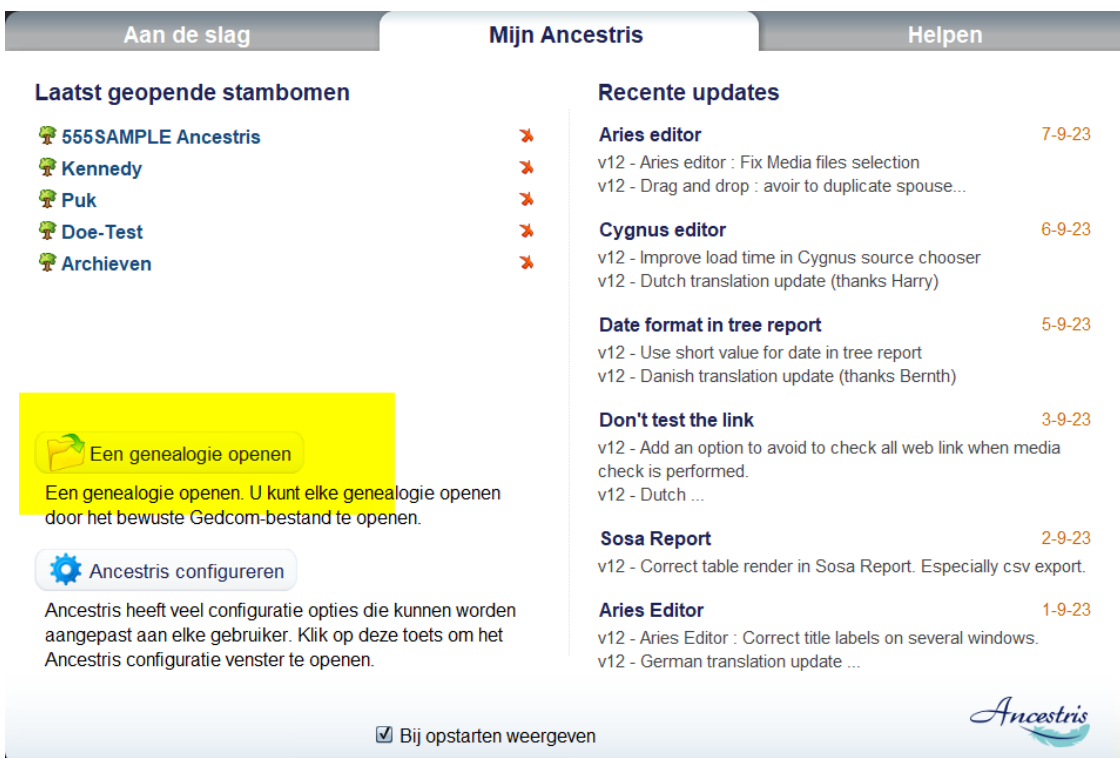 Aan de slag
Mijn Ancestris
Helpen
Laatst geopende stambomen
555SAMPLE Ancestris
Kennedy
Puk
Doe-Test
Archieven
Een genealogie openen
Een genealogie openen. U kunt elke genealogie openen
door het bewuste Gedcom-bestand te openen.
Ancestris configureren
Ancestris heeft veel configuratie opties die kunnen worden
aangepast aan elke gebruiker. Klik op deze toets om het
Ancestris configuratie venster te openen.
Recente updates
Aries editor 7-9-23
v12 - Aries editor : Fix Media files selection
v12 - Drag and drop : avoir to duplicate spouse...
Cygnus editor 6-9-23
v12 - Improve load time in Cygnus source chooser
v12 - Dutch translation update (thanks Harry)
Date format in tree report 5-9-23
v12 - Use short value for date in tree report
v12 - Danish translation update (thanks Bernth)
Don't test the link 3-9-23
v12 - Add an option to avoid to check all web link when media
check is performed.
v12 - Dutch ...
Sosa Report 2-9-23
v12 - Correct table render in Sosa Report. Especially csv export.
Aries Editor 1-9-23
v12 - Aries Editor : Correct title labels on several windows.
v12 - German translation update ...
Bij opstarten weergeven
Ancestris